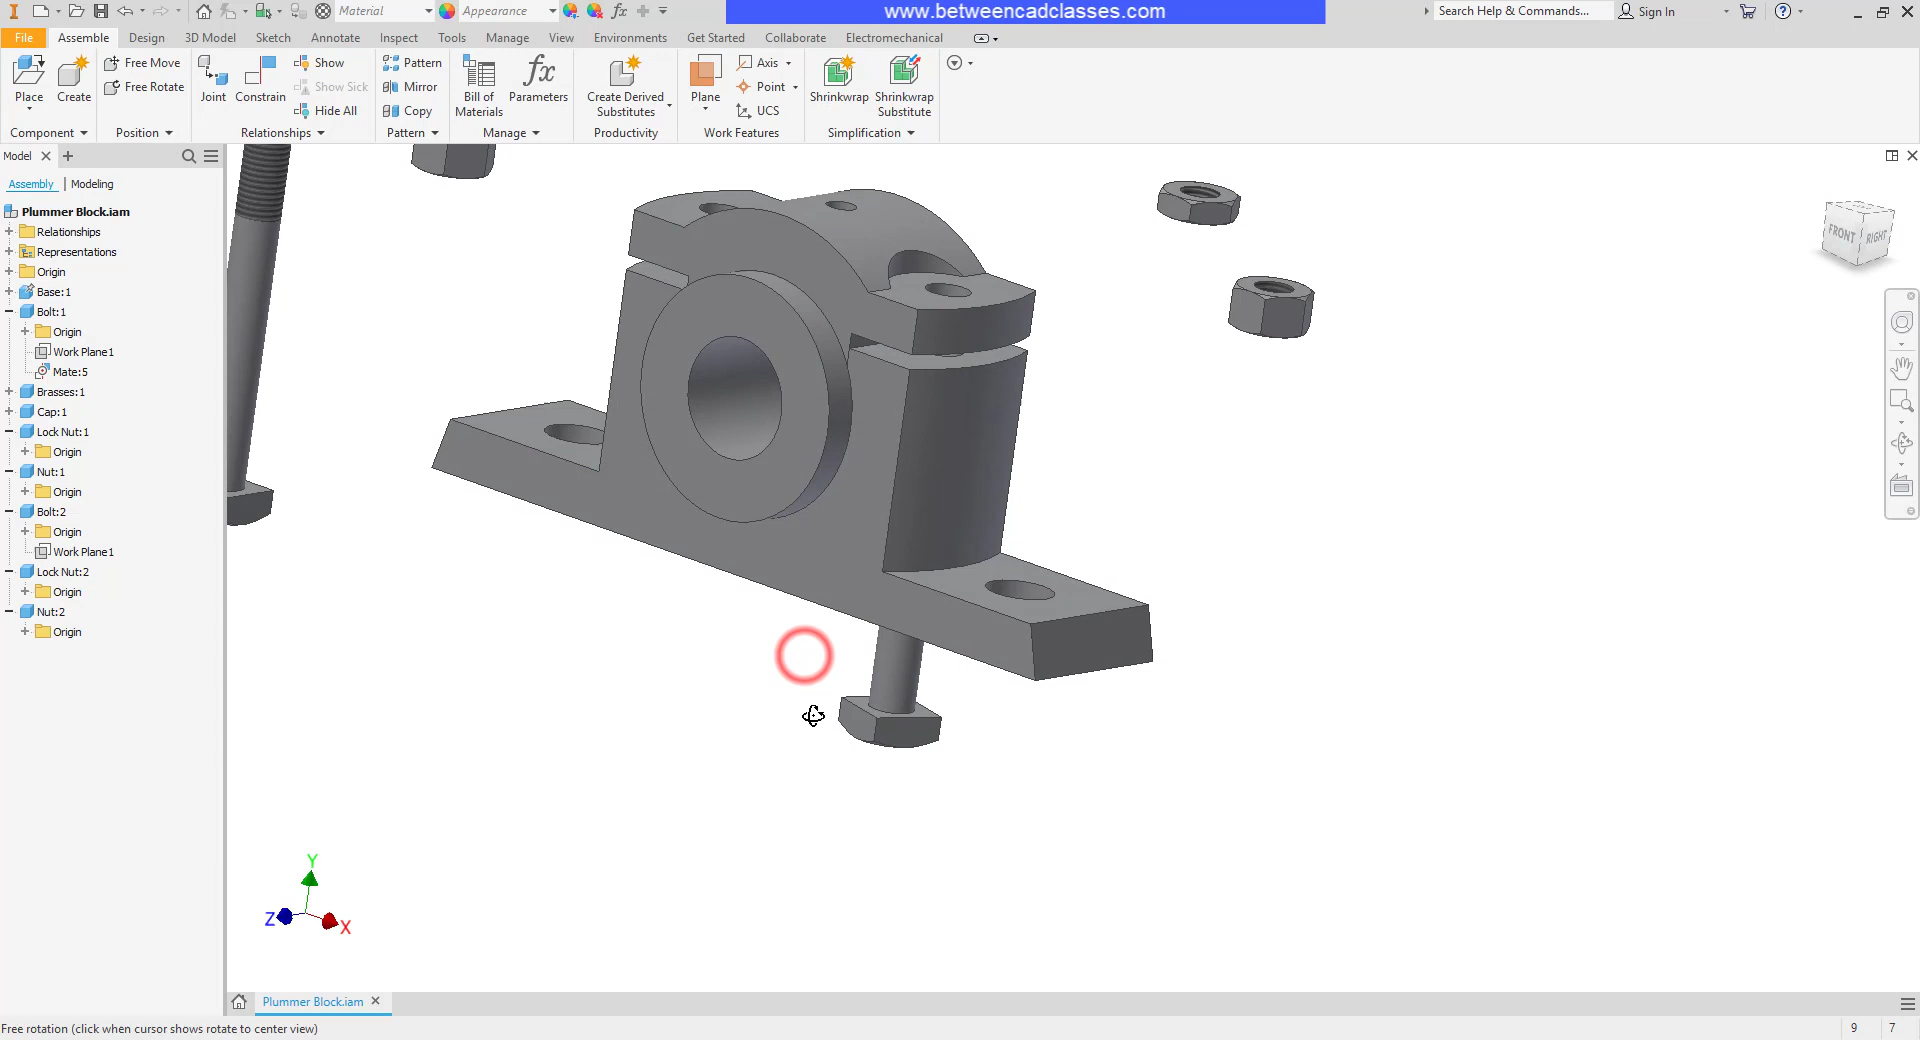 Material
Appearance
fx
www.betweencadclasses.com
Search Help & Commands...
Sign In
File
Assemble
Design
3D Model
Sketch
Annotate
Inspect
Tools
Manage
View
Environments
Get Started
Collaborate
Electromechanical
Place
Create
Free Move
Free Rotate
Component
Position
Joint
Constrain
Show
Show Sick
Hide All
Relationships
Pattern
Mirror
Copy
Pattern
Bill of
Materials
fx
Parameters
Manage
Create Derived
Substitutes
Productivity
Plane
Axis
Point
UCS
Work Features
Shrinkwrap
Shrinkwrap
Substitute
Simplification
Model
Assembly
Modeling
Plummer Block.iam
Relationships
Representations
Origin
Base:1
Bolt:1
Origin
Work Plane1
Mate:5
Brasses:1
Cap:1
Lock Nut:1
Origin
Nut:1
Origin
Bolt:2
Origin
Work Plane1
Lock Nut:2
Origin
Nut:2
Origin
FRONT
RIGHT
Y
Z
X
Plummer Block.iam
Free rotation (click when cursor shows rotate to center view)
9
7